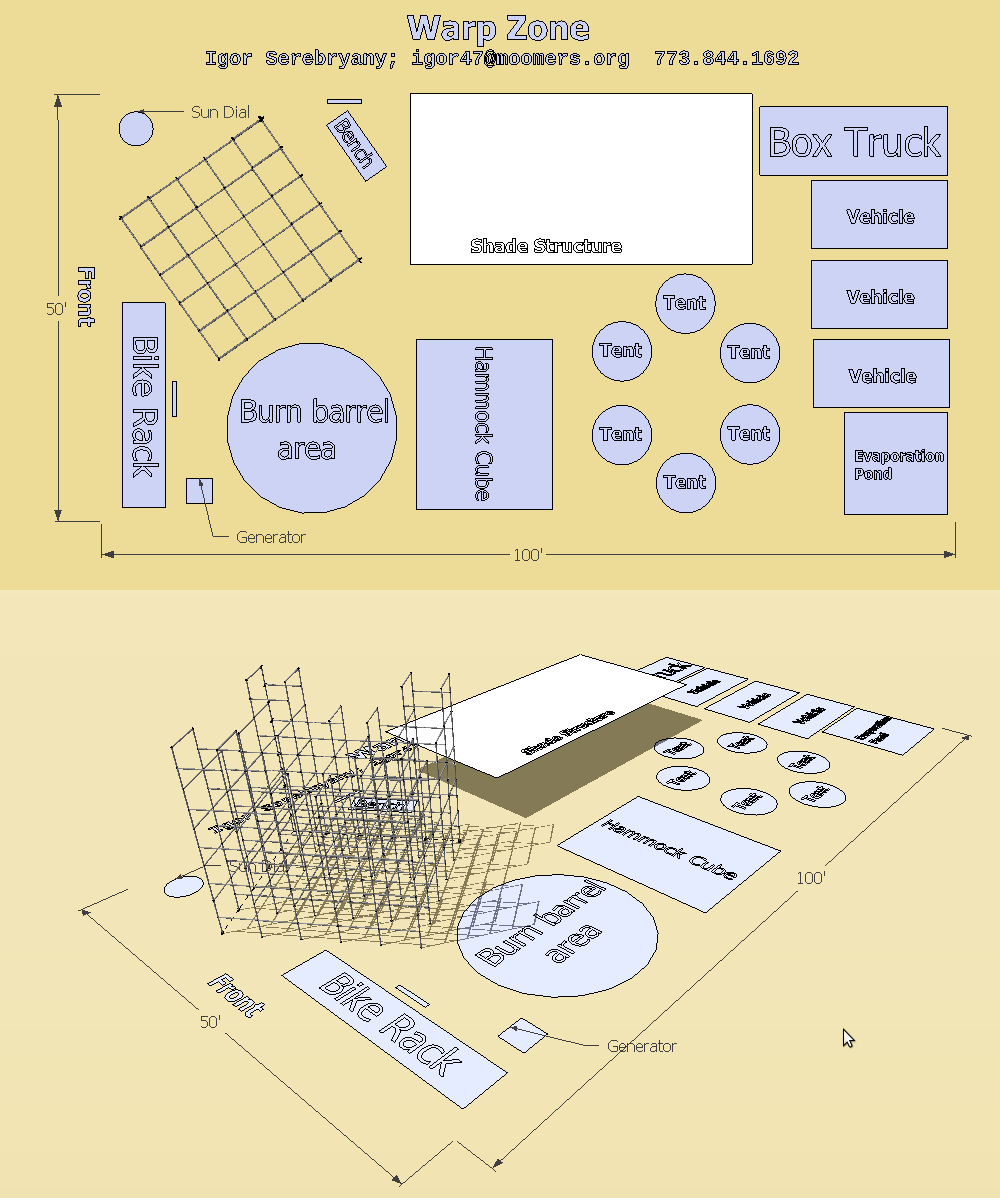 Warp Zone
Igor Serebryany; igor47@moomers.org 773.844.1692
Sun Dial
Bench
Box Truck
Vehicle
Shade Structure
Vehicle
Front
50'
Tent
Tent
Tent
Bike Rack
Hammock Cube
Vehicle
Burn barrel
area
Tent
Tent
Evaporation
Pond
Tent
Generator
100'
Shade Structure
Vehicle
Vehicle
Vehicle
Evaporation
Pond
Tent
Tent
Tent
Tent
Tent
Tent
Bench
Hammock Cube
100'
Burn barrel
area
Front
Bike Rack
50'
Generator